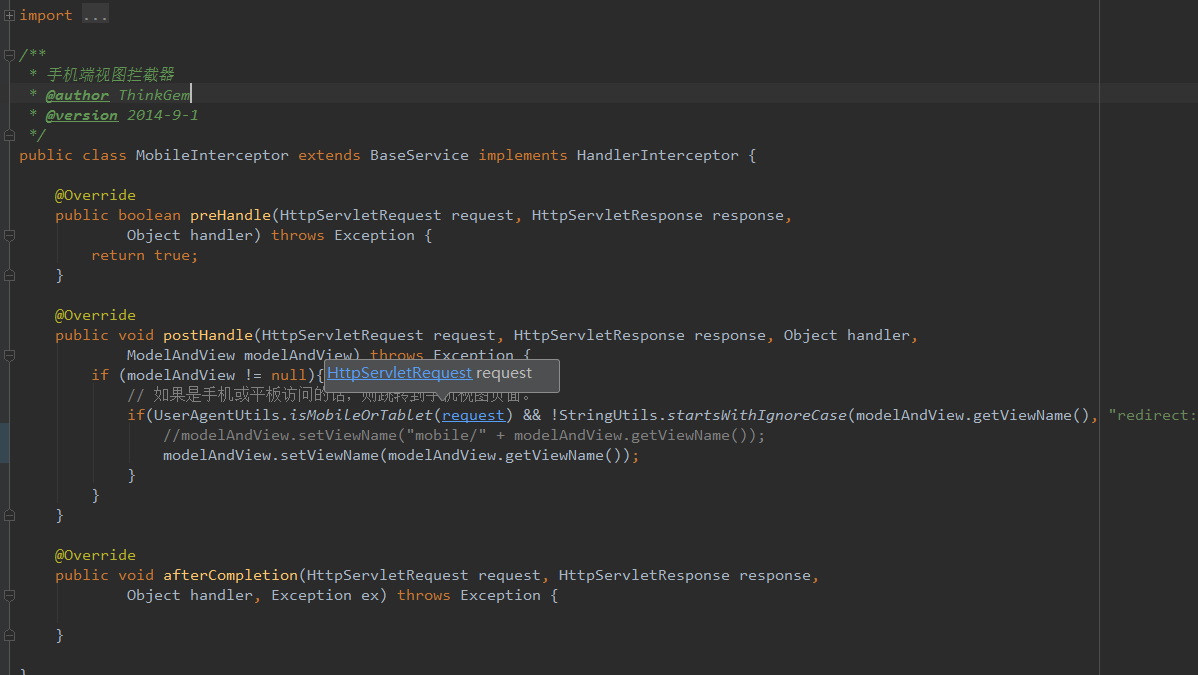 import ...
/**
 * 手机端视图拦截器
 * @author ThinkGem
 * @version 2014-9-1
 */
public class MobileInterceptor extends BaseService implements HandlerInterceptor {
@Override
public boolean preHandle(HttpServletRequest request, HttpServletResponse response,
Object handler) throws Exception {
return true;
}
@Override
public void postHandle(HttpServletRequest request, HttpServletResponse response, Object handler,
ModelAndView modelAndView) throws Exception {
if (modelAndView != null){
HttpServletRequest request
// 如果是手机或平板访问的话，则跳转到手机视图页面。
if(UserAgentUtils.isMobileOrTablet(request) && !StringUtils.startsWithIgnoreCase(modelAndView.getViewName(), "redirect:
//modelAndView.setViewName("mobile/" + modelAndView.getViewName());
modelAndView.setViewName(modelAndView.getViewName());
}
}
}
@Override
public void afterCompletion(HttpServletRequest request, HttpServletResponse response,
Object handler, Exception ex) throws Exception {
}
}